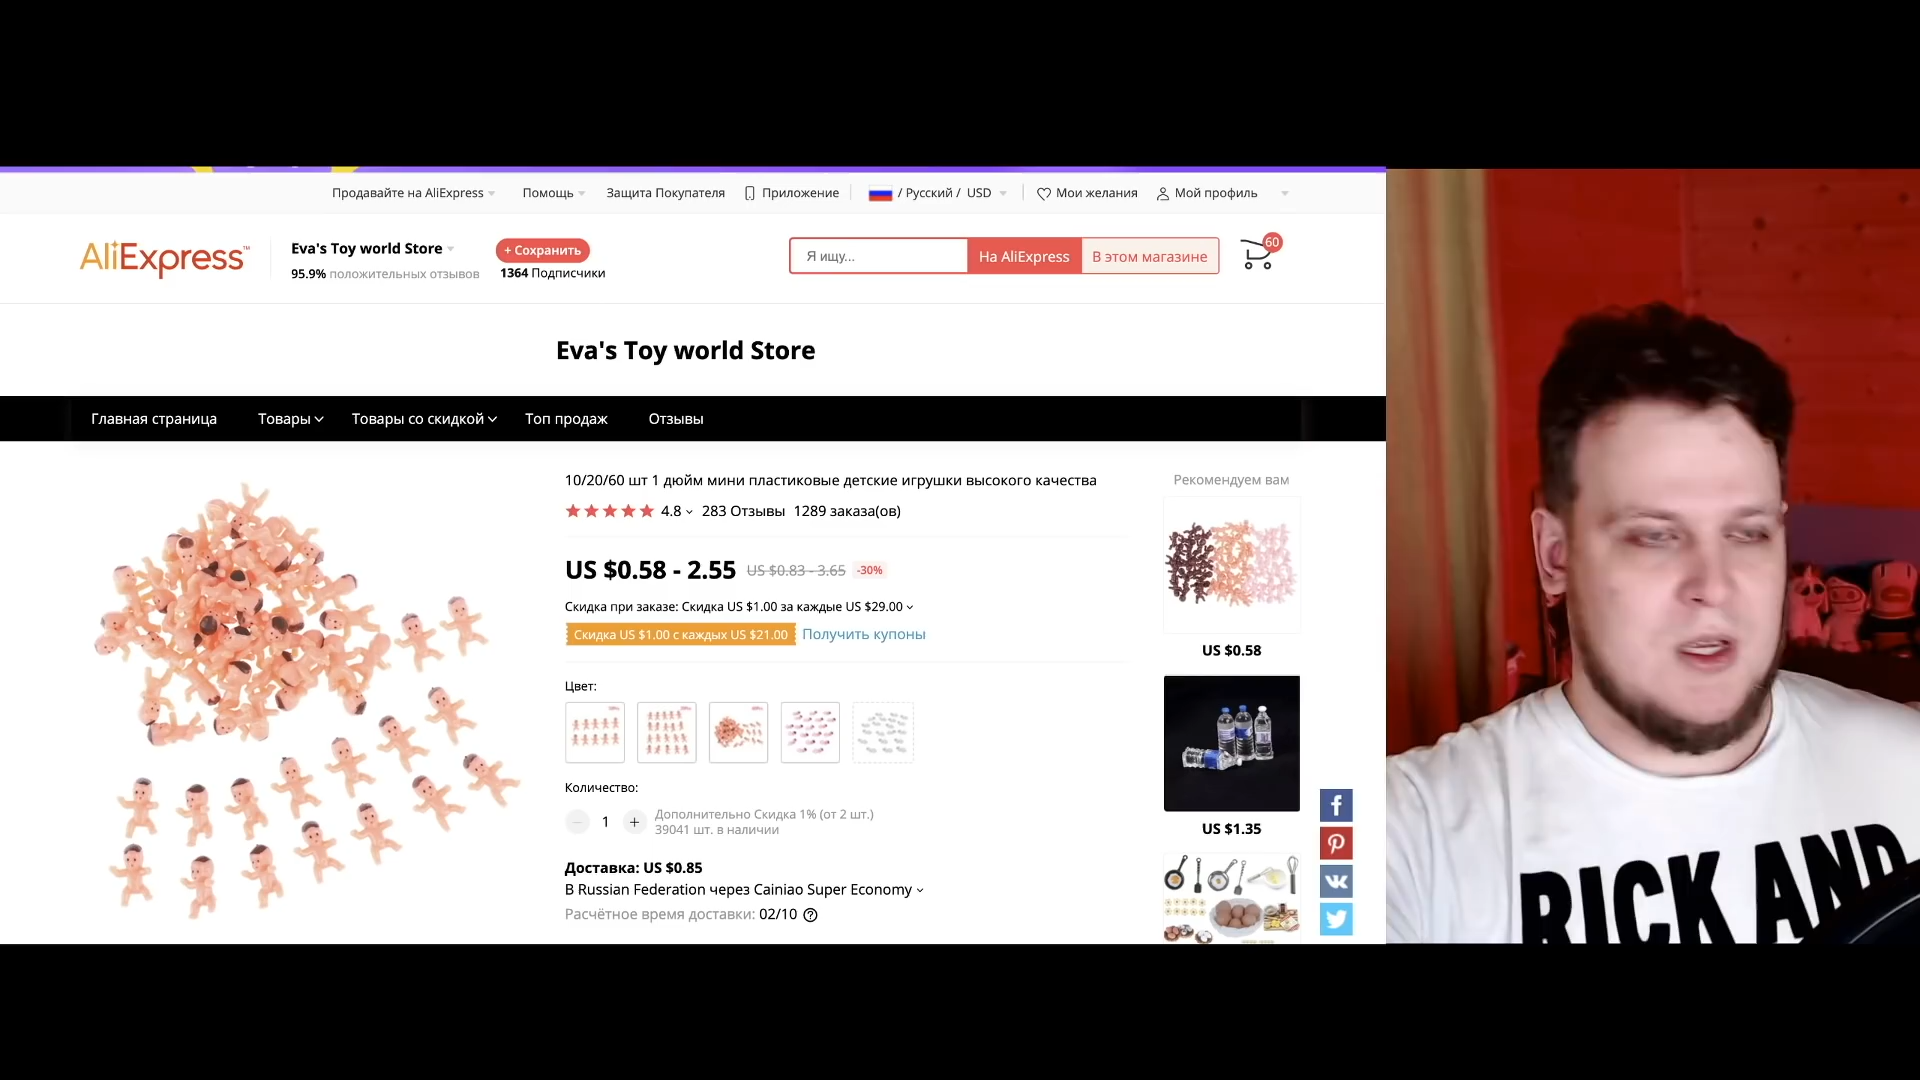 Продавайте на AliExpress Помощь Защита Покупателя Приложение / Русский / USD Мои желания Мой профиль
AliExpress™
Eva's Toy world Store
95.9% положительных отзывов
+ Сохранить
1364 Подписчики
Я ищу...
На AliExpress
В этом магазине
60
Eva's Toy world Store
Главная страница Товары Товары со скидкой Топ продаж Отзывы
10/20/60 шт 1 дюйм мини пластиковые детские игрушки высокого качества
4.8 283 Отзывы 1289 заказа(ов)
US $0.58 - 2.55 US $0.83 - 3.65 -30%
Скидка при заказе: Скидка US $1.00 за каждые US $29.00
Скидка US $1.00 с каждых US $21.00 Получить купоны
Цвет:
Количество:
1
Дополнительно Скидка 1% (от 2 шт.)
39041 шт. в наличии
Доставка: US $0.85
В Russian Federation через Cainiao Super Economy
Расчётное время доставки: 02/10
Рекомендуем вам
US $0.58
US $1.35
RICK AND